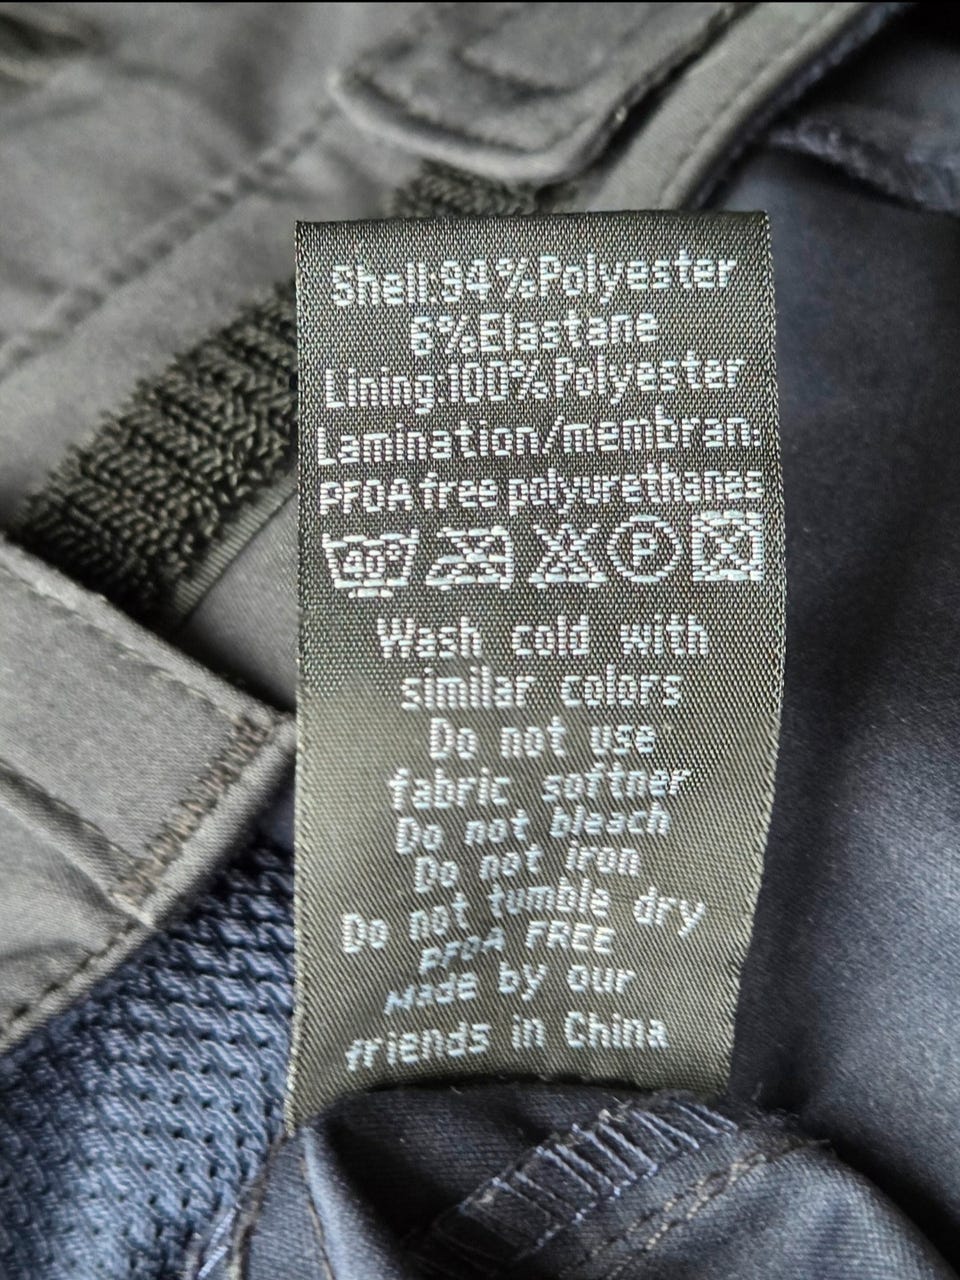 Shell:94%Polyester
6%Elastane
Lining:100%Polyester
Lamination/membran:
PFOA free polyurethanes
40° P
Wash cold with
similar colors
Do not use
fabric softner
Do not bleach
Do not iron
Do not tumble dry
PFOA FREE
Made by our
friends in China